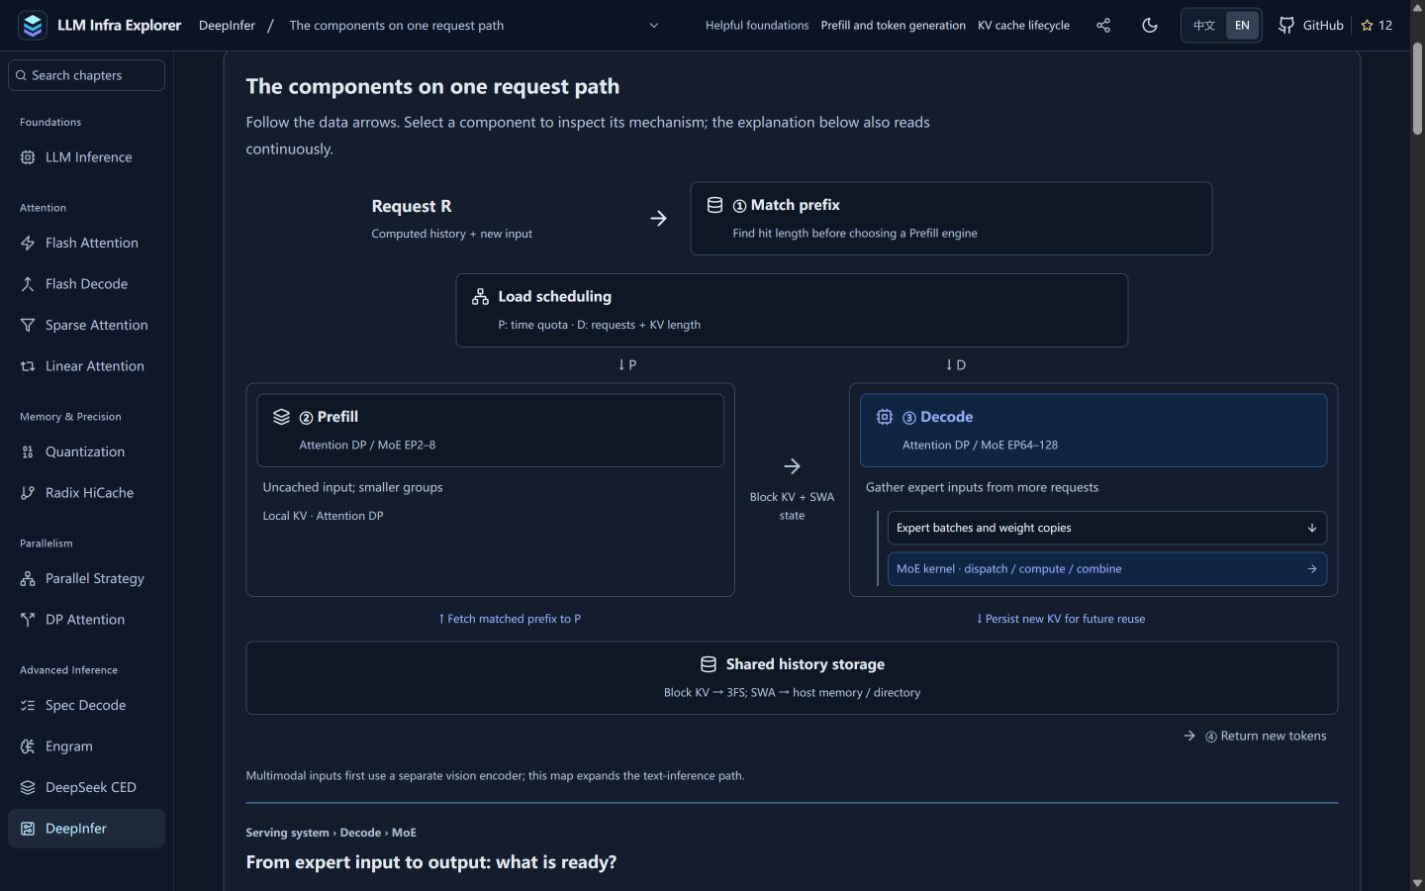 LLM Infra Explorer
DeepInfer / The components on one request path
Helpful foundations Prefill and token generation KV cache lifecycle
中文 EN
GitHub 12
Search chapters
Foundations
LLM Inference
Attention
Flash Attention
Flash Decode
Sparse Attention
Linear Attention
Memory & Precision
Quantization
Radix HiCache
Parallelism
Parallel Strategy
DP Attention
Advanced Inference
Spec Decode
Engram
DeepSeek CED
DeepInfer
The components on one request path
Follow the data arrows. Select a component to inspect its mechanism; the explanation below also reads
continuously.
Request R
Computed history + new input
→
① Match prefix
Find hit length before choosing a Prefill engine
Load scheduling
P: time quota · D: requests + KV length
↓ P
↓ D
② Prefill
Attention DP / MoE EP2–8
Uncached input; smaller groups
Local KV · Attention DP
→
Block KV + SWA
state
③ Decode
Attention DP / MoE EP64–128
Gather expert inputs from more requests
Expert batches and weight copies ↓
MoE kernel · dispatch / compute / combine →
↑ Fetch matched prefix to P
↓ Persist new KV for future reuse
Shared history storage
Block KV → 3FS; SWA → host memory / directory
→ ④ Return new tokens
Multimodal inputs first use a separate vision encoder; this map expands the text-inference path.
Serving system › Decode › MoE
From expert input to output: what is ready?